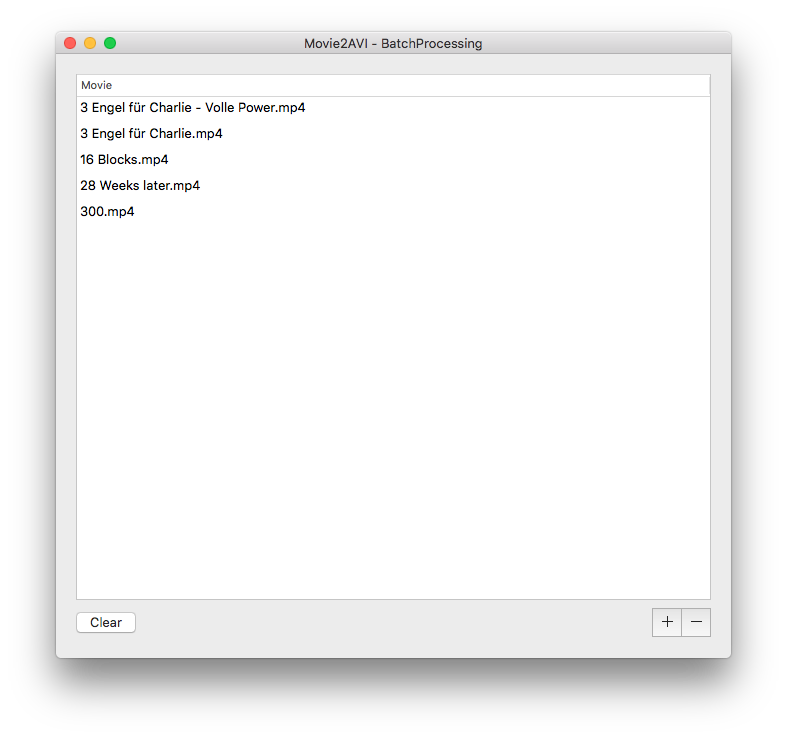 Movie2AVI - BatchProcessing
Movie
3 Engel für Charlie - Volle Power.mp4
3 Engel für Charlie.mp4
16 Blocks.mp4
28 Weeks later.mp4
300.mp4
Clear
+ −